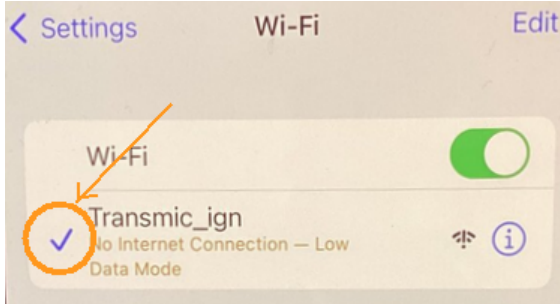 Settings
Wi-Fi
Edit
Wi-Fi
Transmic_ign
No Internet Connection — Low
Data Mode